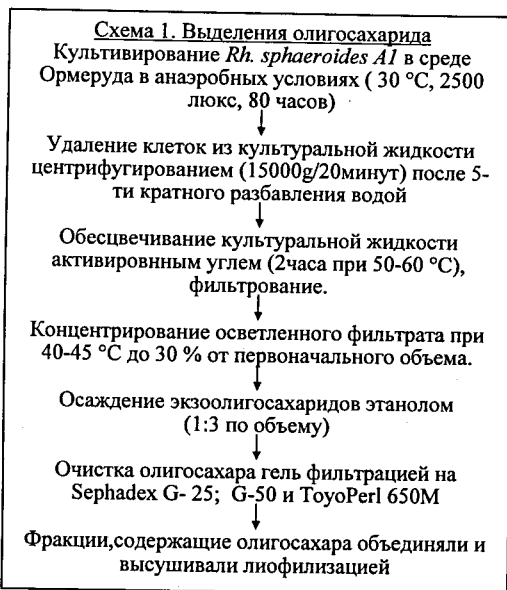 Схема 1. Выделения олигосахарида
Культивирование Rh. sphaeroides A1 в среде
Ормеруда в анаэробных условиях ( 30 °C, 2500
люкс, 80 часов)
Удаление клеток из культуральной жидкости
центрифугированием (15000g/20минут) после 5-
ти кратного разбавления водой
Обесцвечивание культуральной жидкости
активировнным углем (2часа при 50-60 °C),
фильтрование.
Концентрирование осветленного фильтрата при
40-45 °C до 30 % от первоначального объема.
Осаждение экзоолигосахаридов этанолом
(1:3 по объему)
Очистка олигосахара гель фильтрацией на
Sephadex G- 25; G-50 и ToyoPerl 650M
Фракции,содержащие олигосахара объединяли и
высушивали лиофилизацией